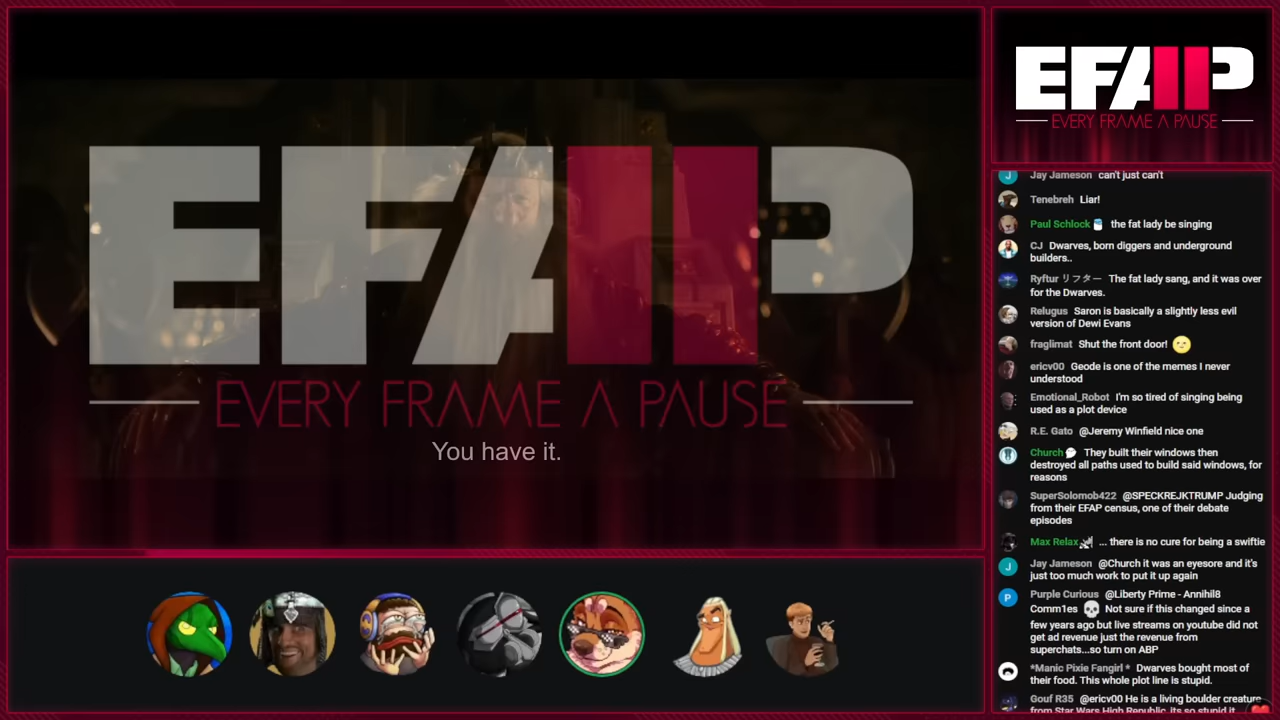 EFAP
EVERY FRAME A PAUSE
You have it.
EFAP
EVERY FRAME A PAUSE
J
Jay Jameson can't just can't
Tenebreh Liar!
Paul Schlock the fat lady be singing
CJ Dwarves, born diggers and underground
builders..
Ryftur リフター The fat lady sang, and it was over
for the Dwarves.
Relugus Saron is basically a slightly less evil
version of Dewi Evans
fraglimat Shut the front door!
ericv00 Geode is one of the memes I never
understood
Emotional_Robot I'm so tired of singing being
used as a plot device
R.E. Gato @Jeremy Winfield nice one
Church They built their windows then
destroyed all paths used to build said windows, for
reasons
SuperSolomob422 @SPECKREJKTRUMP Judging
from their EFAP census, one of their debate
episodes
Max Relax ... there is no cure for being a swiftie
J
Jay Jameson @Church it was an eyesore and it's
just too much work to put it up again
P
Purple Curious @Liberty Prime - Annihil8
Comm1es Not sure if this changed since a
few years ago but live streams on youtube did not
get ad revenue just the revenue from
superchats...so turn on ABP
*Manic Pixie Fangirl * Dwarves bought most of
their food. This whole plot line is stupid.
Gouf R35 @ericv00 He is a living boulder creature
from Star Wars High Republic, its so stupid it